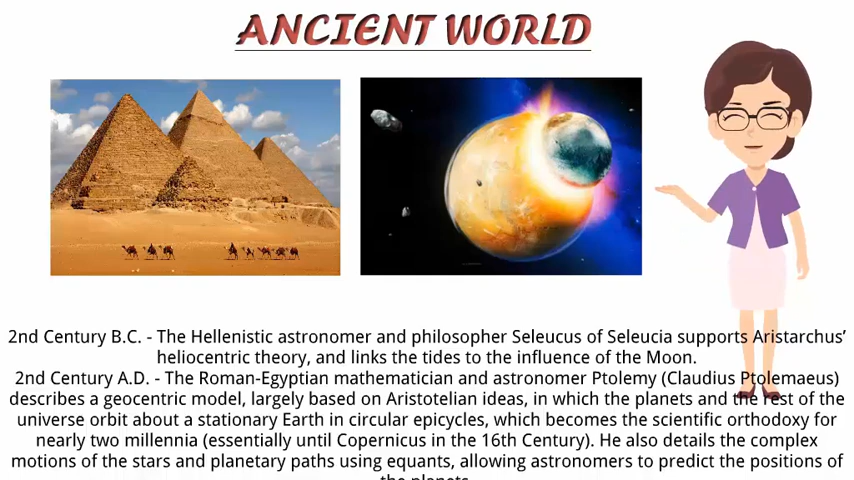 ANCIENT WORLD
2nd Century B.C. - The Hellenistic astronomer and philosopher Seleucus of Seleucia supports Aristarchus’
heliocentric theory, and links the tides to the influence of the Moon.
2nd Century A.D. - The Roman-Egyptian mathematician and astronomer Ptolemy (Claudius Ptolemaeus)
describes a geocentric model, largely based on Aristotelian ideas, in which the planets and the rest of the
universe orbit about a stationary Earth in circular epicycles, which becomes the scientific orthodoxy for
nearly two millennia (essentially until Copernicus in the 16th Century). He also details the complex
motions of the stars and planetary paths using equants, allowing astronomers to predict the positions of
the planets